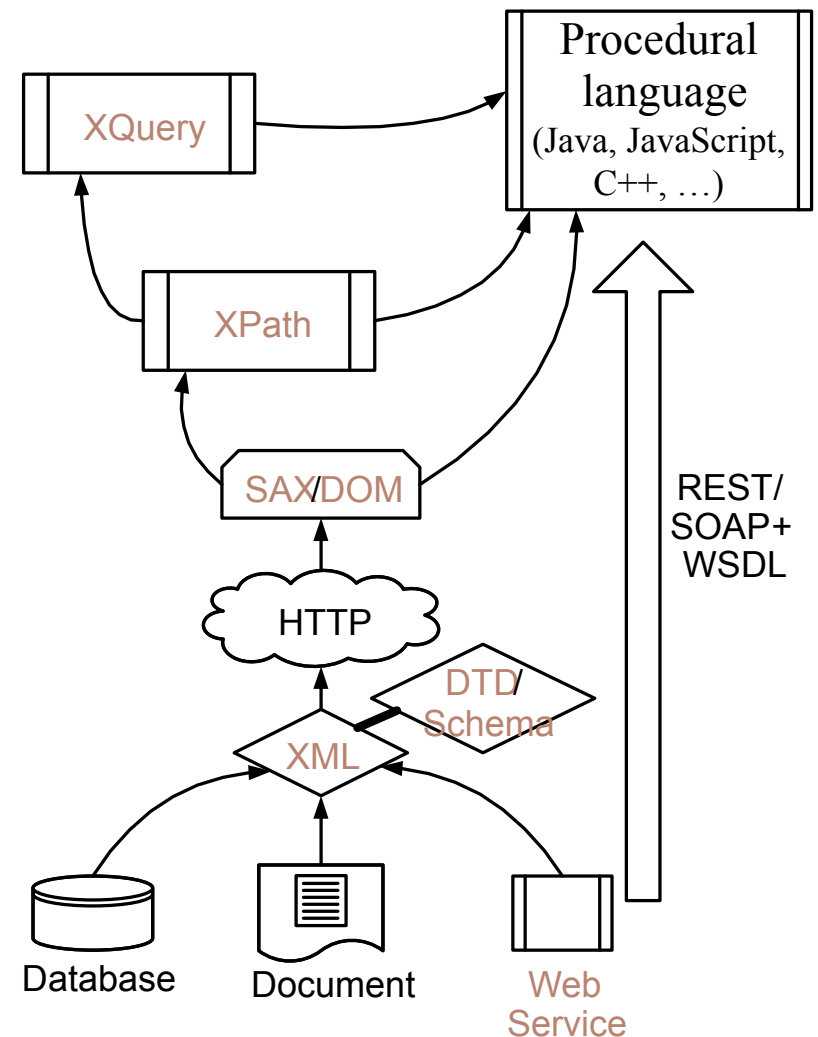 Procedural
language
(Java, JavaScript,
C++, …)
XQuery
XPath
SAX/DOM
REST/
SOAP+
WSDL
HTTP
DTD/
Schema
XML
Database
Document
Web
Service